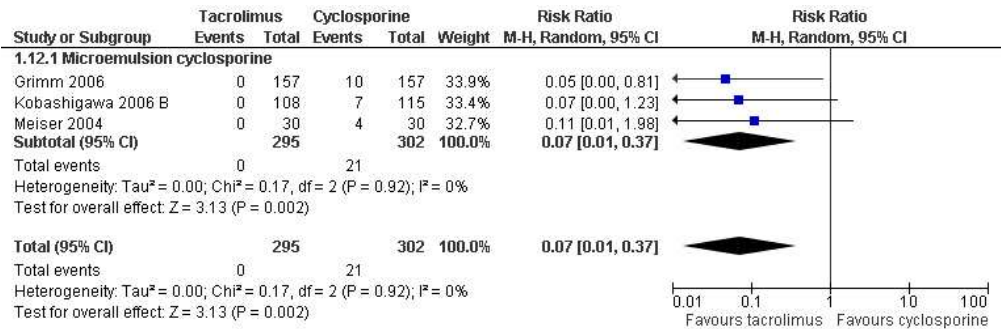 Tacrolimus Cyclosporine Risk Ratio Risk Ratio
Study or Subgroup Events Total Events Total Weight M-H, Random, 95% CI M-H, Random, 95% CI
1.12.1 Microemulsion cyclosporine
Grimm 2006 0 157 10 157 33.9% 0.05 [0.00, 0.81]
Kobashigawa 2006 B 0 108 7 115 33.4% 0.07 [0.00, 1.23]
Meiser 2004 0 30 4 30 32.7% 0.11 [0.01, 1.98]
Subtotal (95% CI) 295 302 100.0% 0.07 [0.01, 0.37]
Total events 0 21
Heterogeneity: Tau² = 0.00; Chi² = 0.17, df = 2 (P = 0.92); I² = 0%
Test for overall effect: Z = 3.13 (P = 0.002)
Total (95% CI) 295 302 100.0% 0.07 [0.01, 0.37]
Total events 0 21
Heterogeneity: Tau² = 0.00; Chi² = 0.17, df = 2 (P = 0.92); I² = 0%
Test for overall effect: Z = 3.13 (P = 0.002)
0.01 0.1 1 10 100
Favours tacrolimus Favours cyclosporine